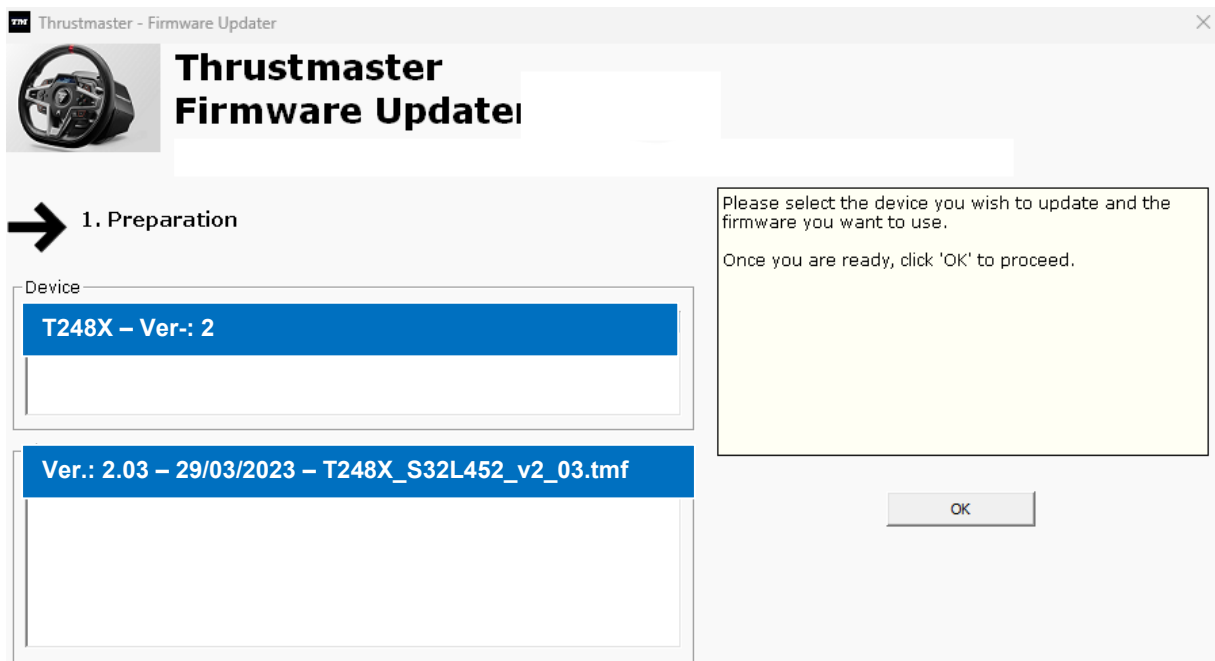 Thrustmaster - Firmware Updater
Thrustmaster
Firmware Update
1. Preparation
Device
T248X – Ver-: 2
Ver.: 2.03 – 29/03/2023 – T248X_S32L452_v2_03.tmf
Please select the device you wish to update and the
firmware you want to use.
Once you are ready, click 'OK' to proceed.
OK